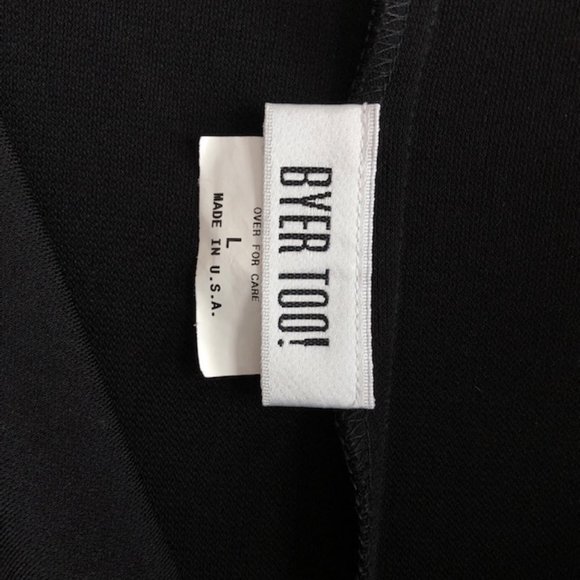 BYER TOO!
OVER FOR CARE
L
MADE IN U.S.A.